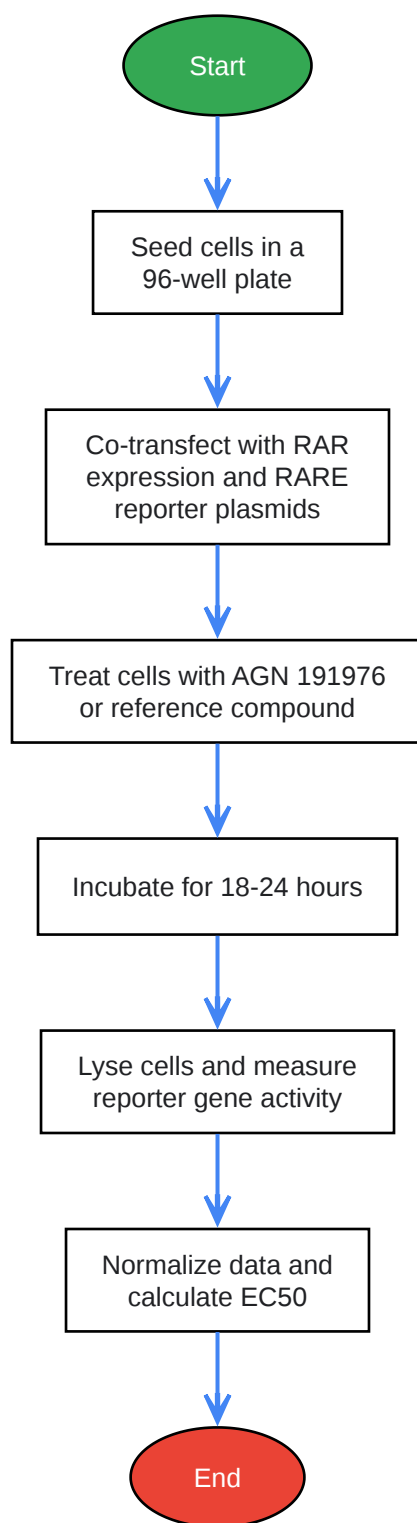 Start
Seed cells in a
96-well plate
Co-transfect with RAR
expression and RARE
reporter plasmids
Treat cells with AGN 191976
or reference compound
Incubate for 18-24 hours
Lyse cells and measure
reporter gene activity
Normalize data and
calculate EC50
End